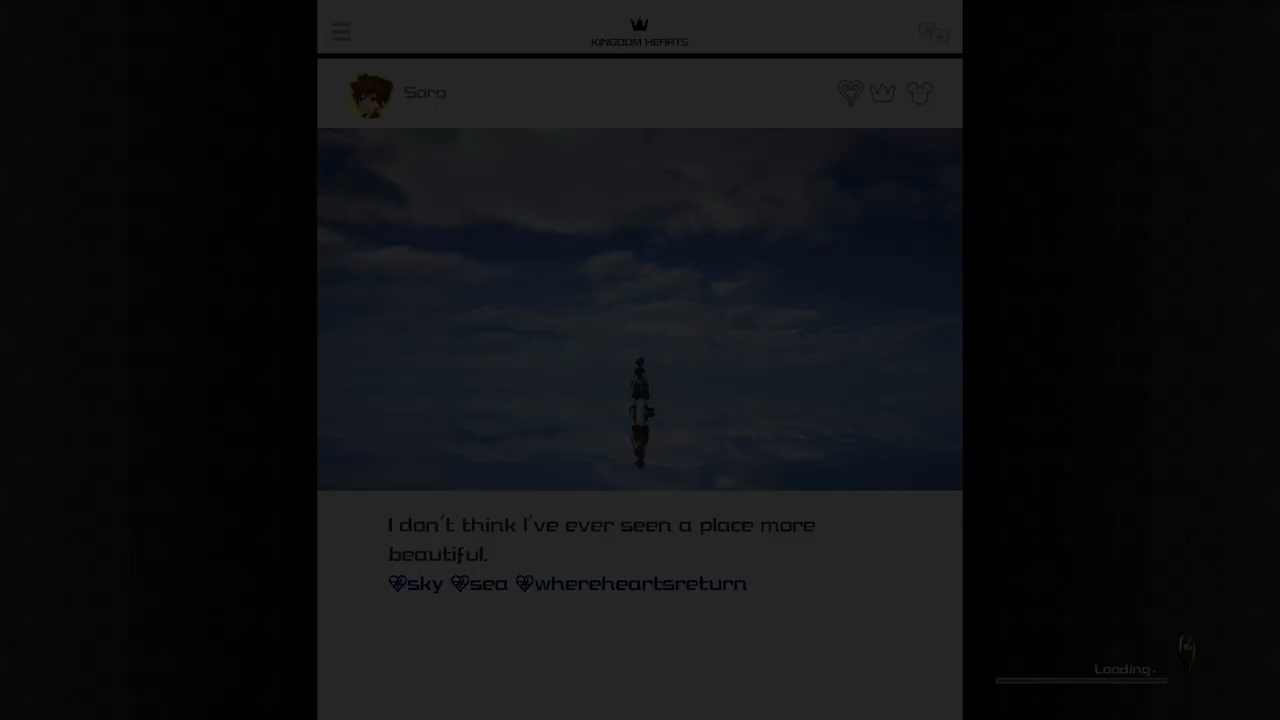 KINGDOM HEARTS
Sora
I don't think I've ever seen a place more
beautiful.
sky sea whereheartsreturn
Loading.